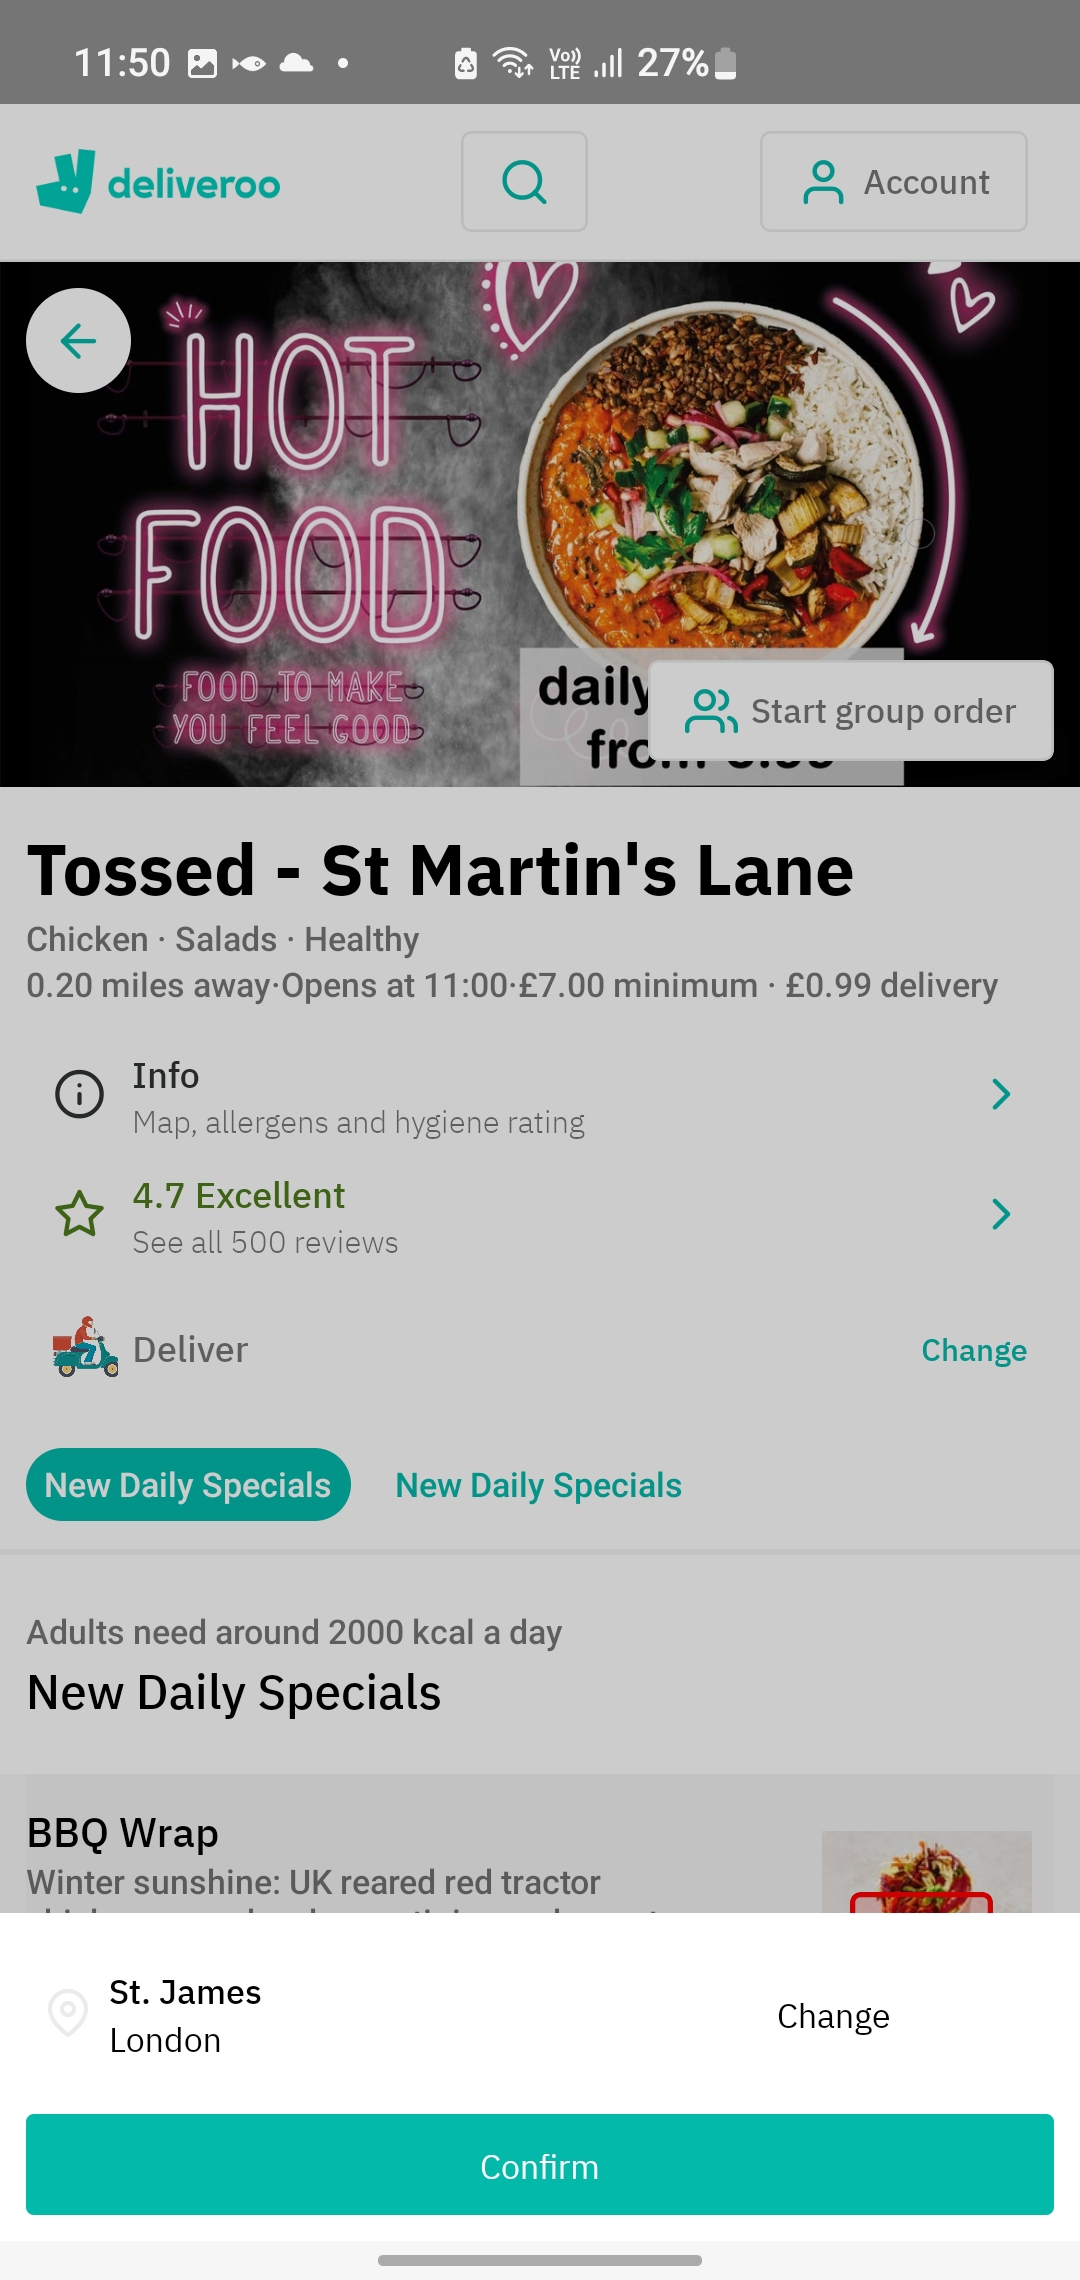 11:50
Vo)) LTE
27%
deliveroo
Account
HOT
FOOD
FOOD TO MAKE
YOU FEEL GOOD
daily
Start group order
Tossed - St Martin's Lane
Chicken · Salads · Healthy
0.20 miles away·Opens at 11:00·£7.00 minimum · £0.99 delivery
Info
Map, allergens and hygiene rating
4.7 Excellent
See all 500 reviews
Deliver
Change
New Daily Specials
New Daily Specials
Adults need around 2000 kcal a day
New Daily Specials
BBQ Wrap
Winter sunshine: UK reared red tractor
St. James
London
Change
Confirm